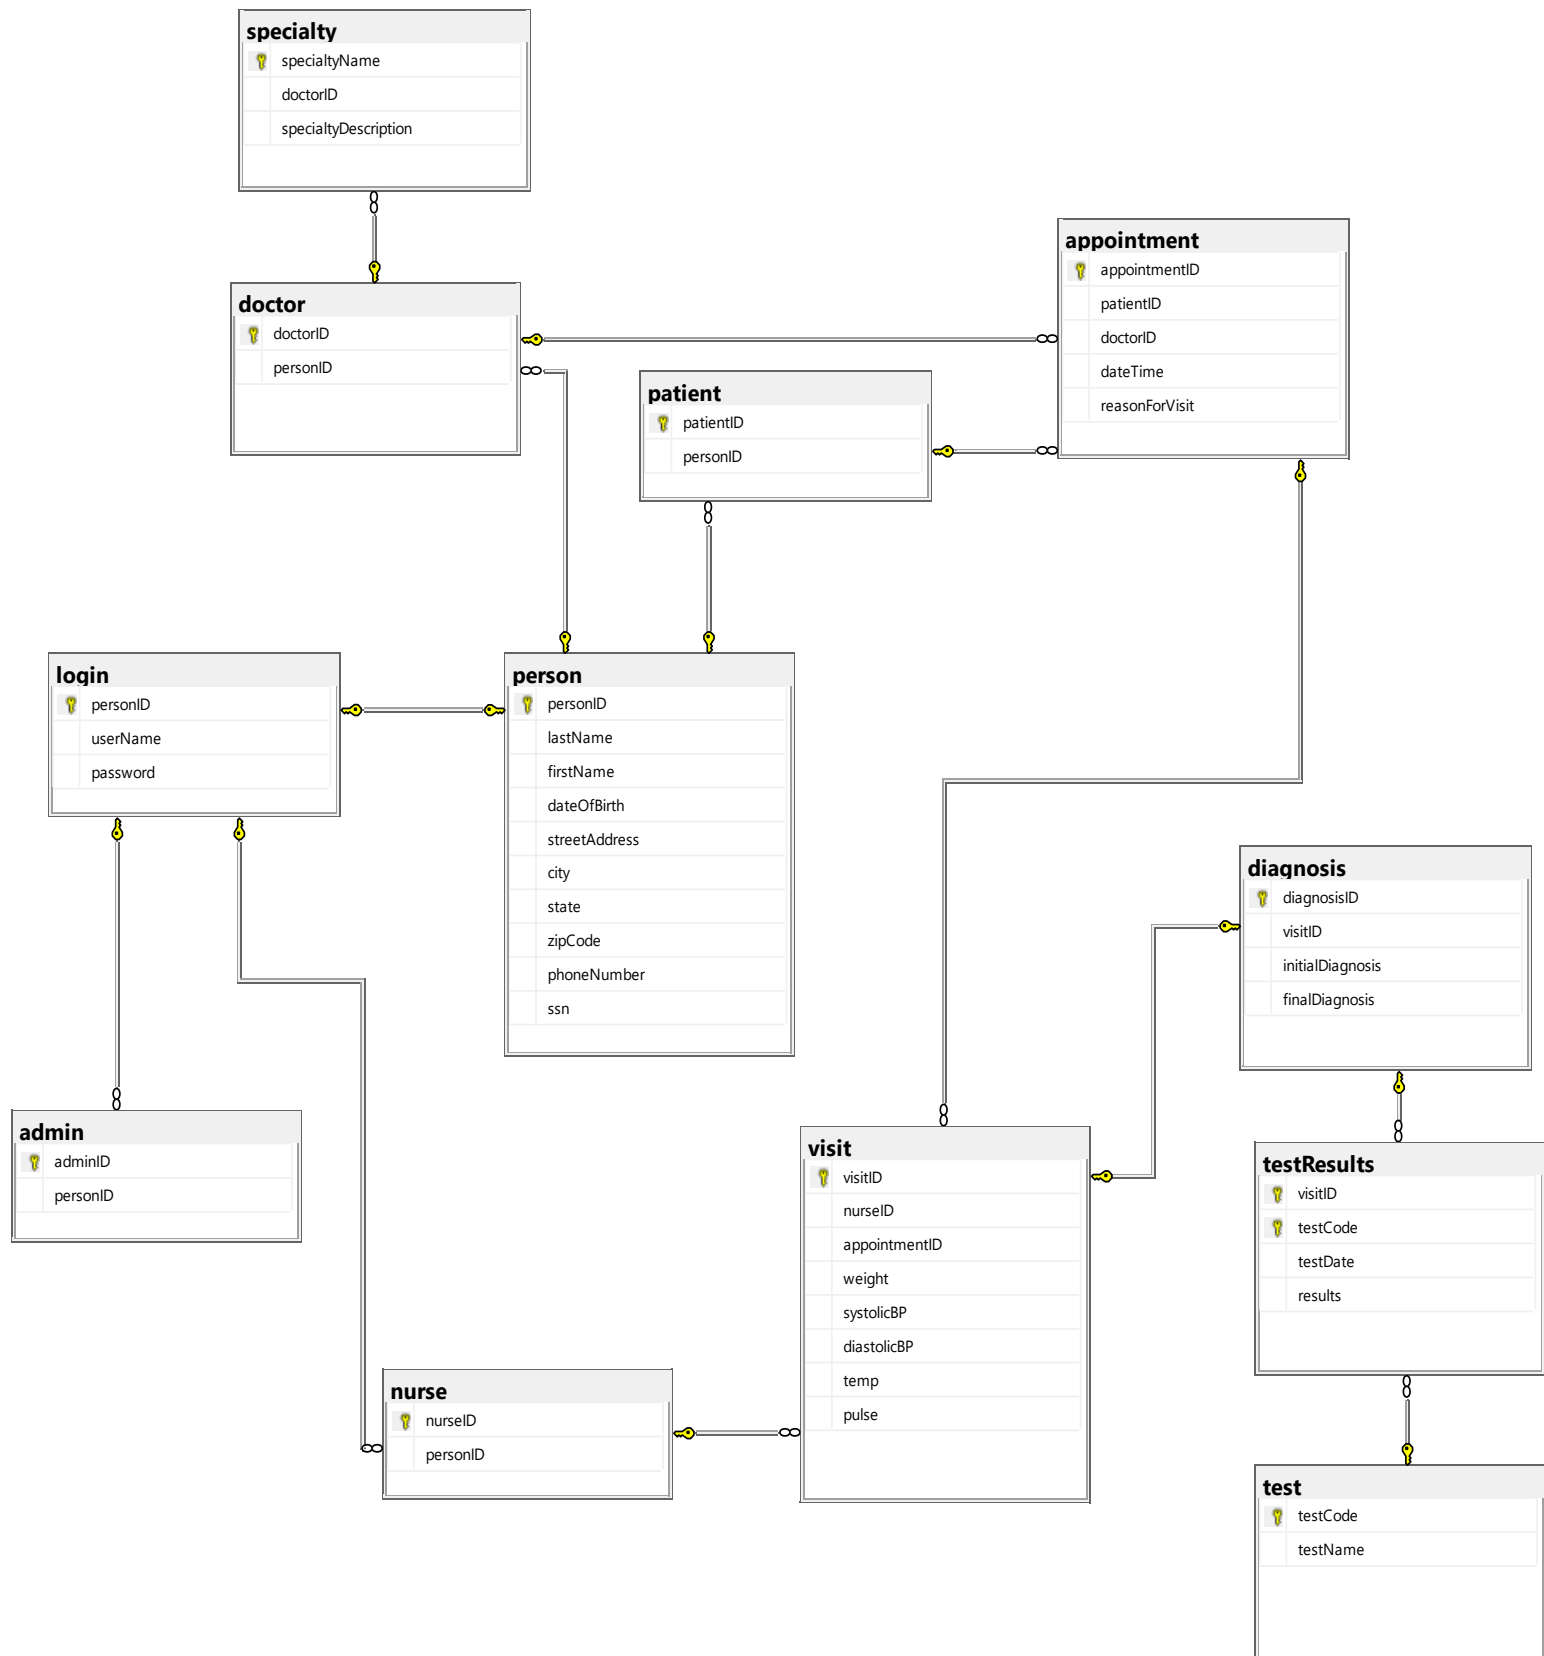 specialty
specialtyName
doctorID
specialtyDescription
doctor
doctorID
personID
appointment
appointmentID
patientID
doctorID
dateTime
reasonForVisit
patient
patientID
personID
login
personID
userName
password
person
personID
lastName
firstName
dateOfBirth
streetAddress
city
state
zipCode
phoneNumber
ssn
diagnosis
diagnosisID
visitID
initialDiagnosis
finalDiagnosis
admin
adminID
personID
visit
visitID
nurseID
appointmentID
weight
systolicBP
diastolicBP
temp
pulse
testResults
visitID
testCode
testDate
results
nurse
nurseID
personID
test
testCode
testName